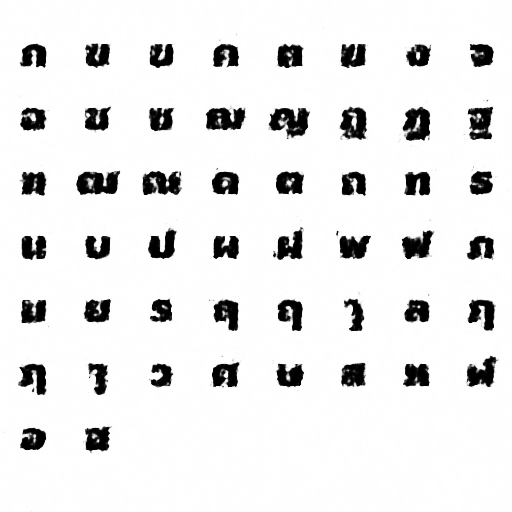 ก ข ฃ ค ฅ ฆ ง จ
ฉ ช ซ ฌ ญ ฎ ฏ ฐ
ฑ ฒ ณ ด ต ถ ท ธ
น บ ป ผ ฝ พ ฟ ภ
ม ย ร ฤ ฤ ๅ ล ฦ
ฦ ๅ ว ศ ษ ส ห ฬ
อ ฮ